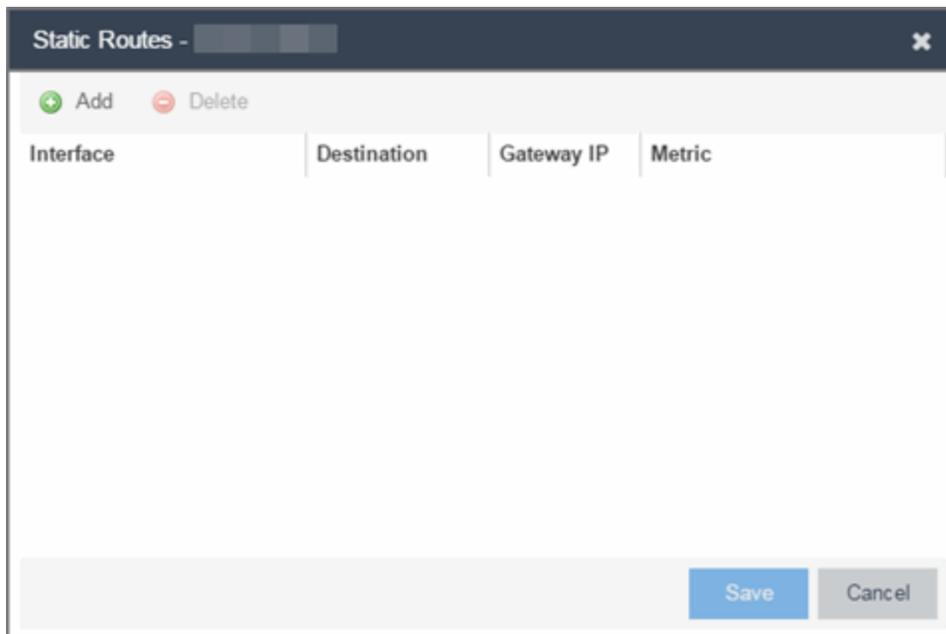 Static Routes -
Add Delete
Interface Destination Gateway IP Metric
Save Cancel